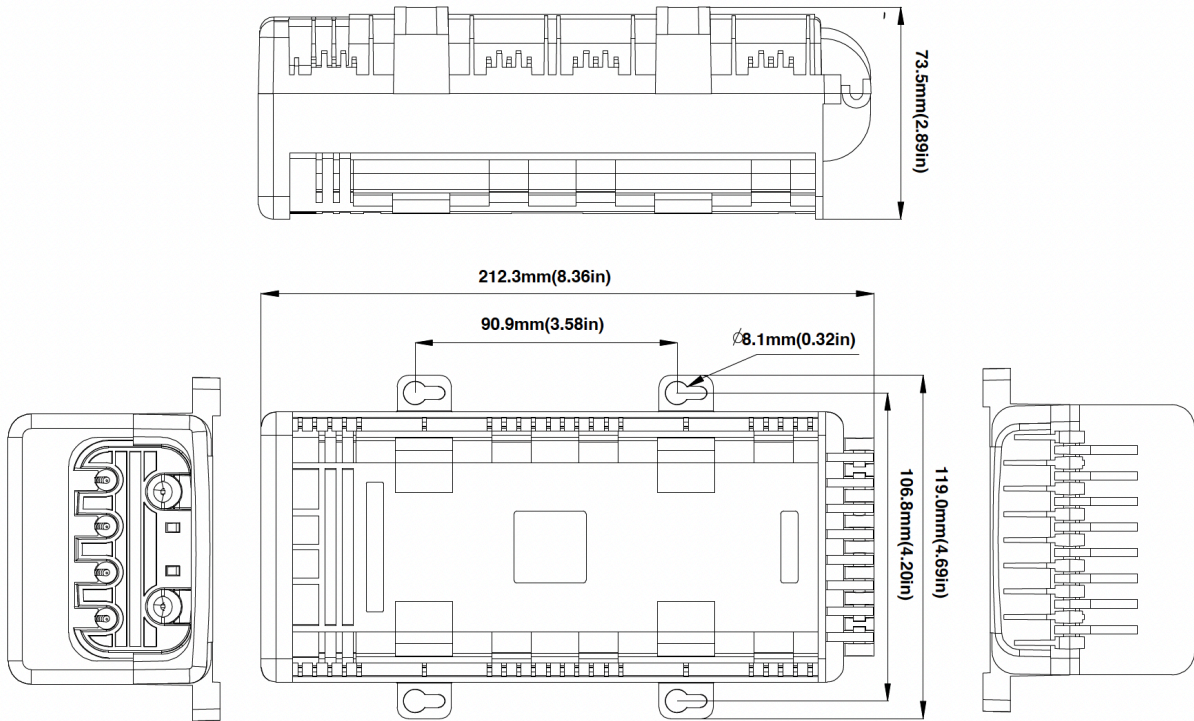 73.5mm(2.89in)
212.3mm(8.36in)
90.9mm(3.58in)
⌀8.1mm(0.32in)
106.8mm(4.20in)
119.0mm(4.69in)